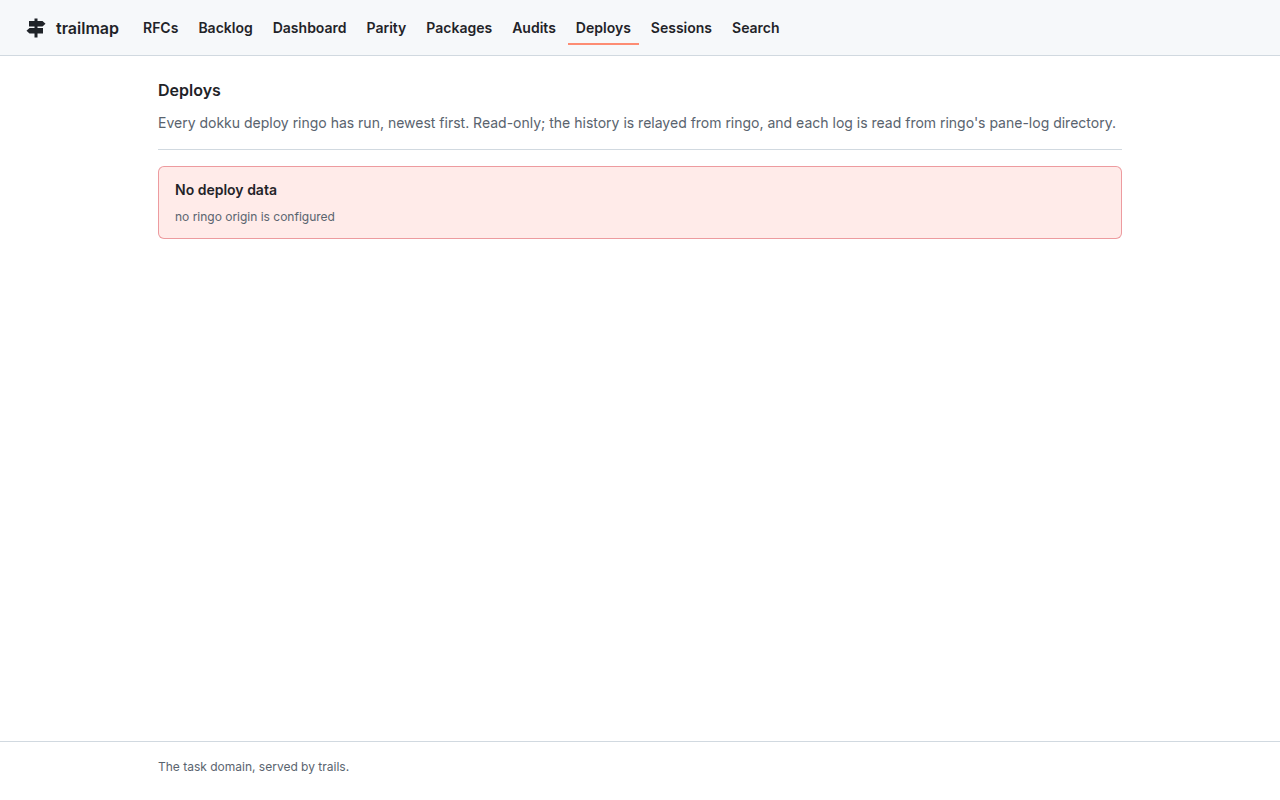 trailmap RFCs Backlog Dashboard Parity Packages Audits Deploys Sessions Search
Deploys
Every dokku deploy ringo has run, newest first. Read-only; the history is relayed from ringo, and each log is read from ringo's pane-log directory.
No deploy data
no ringo origin is configured
The task domain, served by trails.